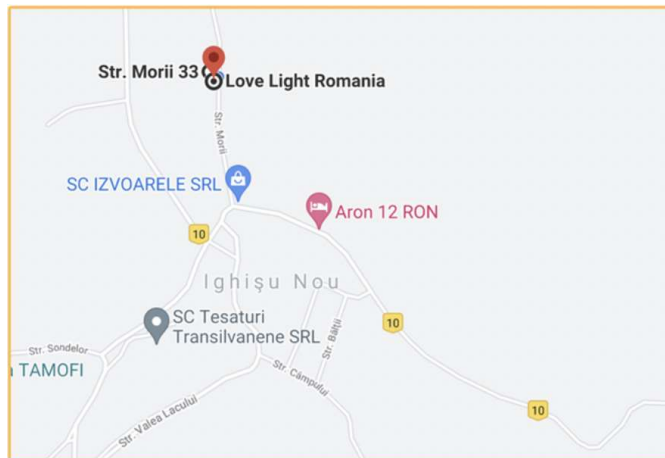 Str. Morii 33
Love Light Romania
Str. Morii
SC IZVOARELE SRL
Aron 12 RON
10
Ighişu Nou
SC Tesaturi
Transilvanene SRL
10
Str. Sondelor
Str. Bălții
TAMOFI
Str. Câmpului
10
Str. Valea Lacului